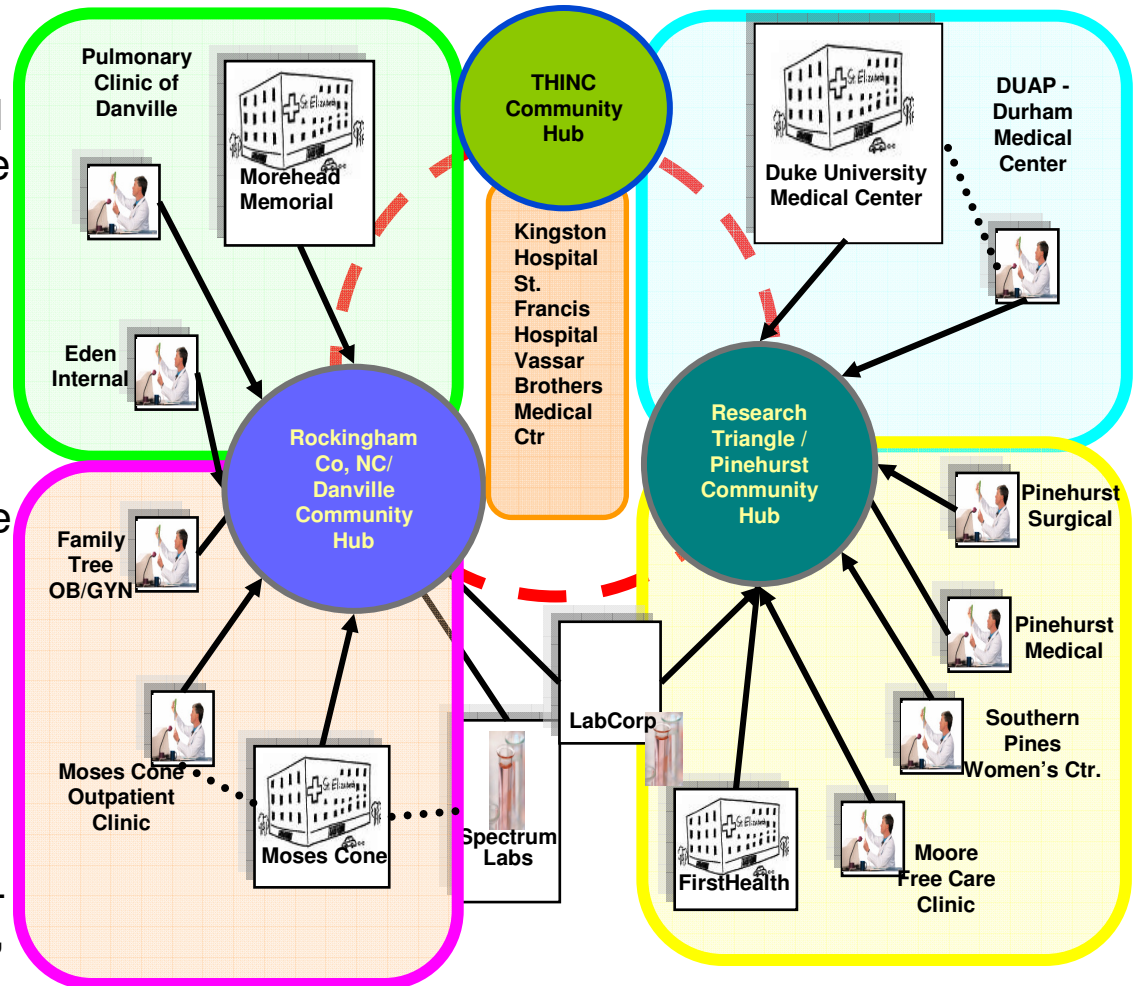 Pulmonary
Clinic of
Danville
Morehead
Memorial
THINC
Community
Hub
Duke University
Medical Center
DUAP -
Durham
Medical
Center
Kingston
Hospital
St.
Francis
Hospital
Vassar
Brothers
Medical
Ctr
Eden
Internal
Rockingham
Co, NC/
Danville
Community
Hub
Research
Triangle /
Pinehurst
Community
Hub
Family
Tree
OB/GYN
Pinehurst
Surgical
Pinehurst
Medical
Southern
Pines
Women's Ctr.
LabCorp
Moses Cone
Outpatient
Clinic
St. Elizabeth
Moses Cone
Spectrum
Labs
FirstHealth
Moore
Free Care
Clinic